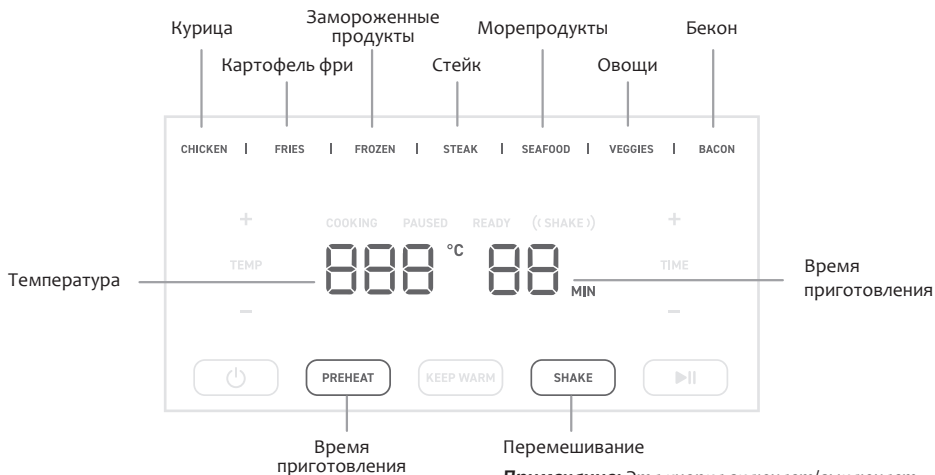 Замороженные
Курица
продукты
Морепродукты
Бекон
Картофель фри
Стейк
Овощи
CHICKEN | FRIES | FROZEN | STEAK | SEAFOOD | VEGGIES | BACON
+
COOKING PAUSED READY ((SHAKE))
+
TEMP
888 °C 88 MIN
TIME
Температура
Время
приготовления
–
–
PREHEAT
KEEP WARM
SHAKE
Время
приготовления
Перемешивание